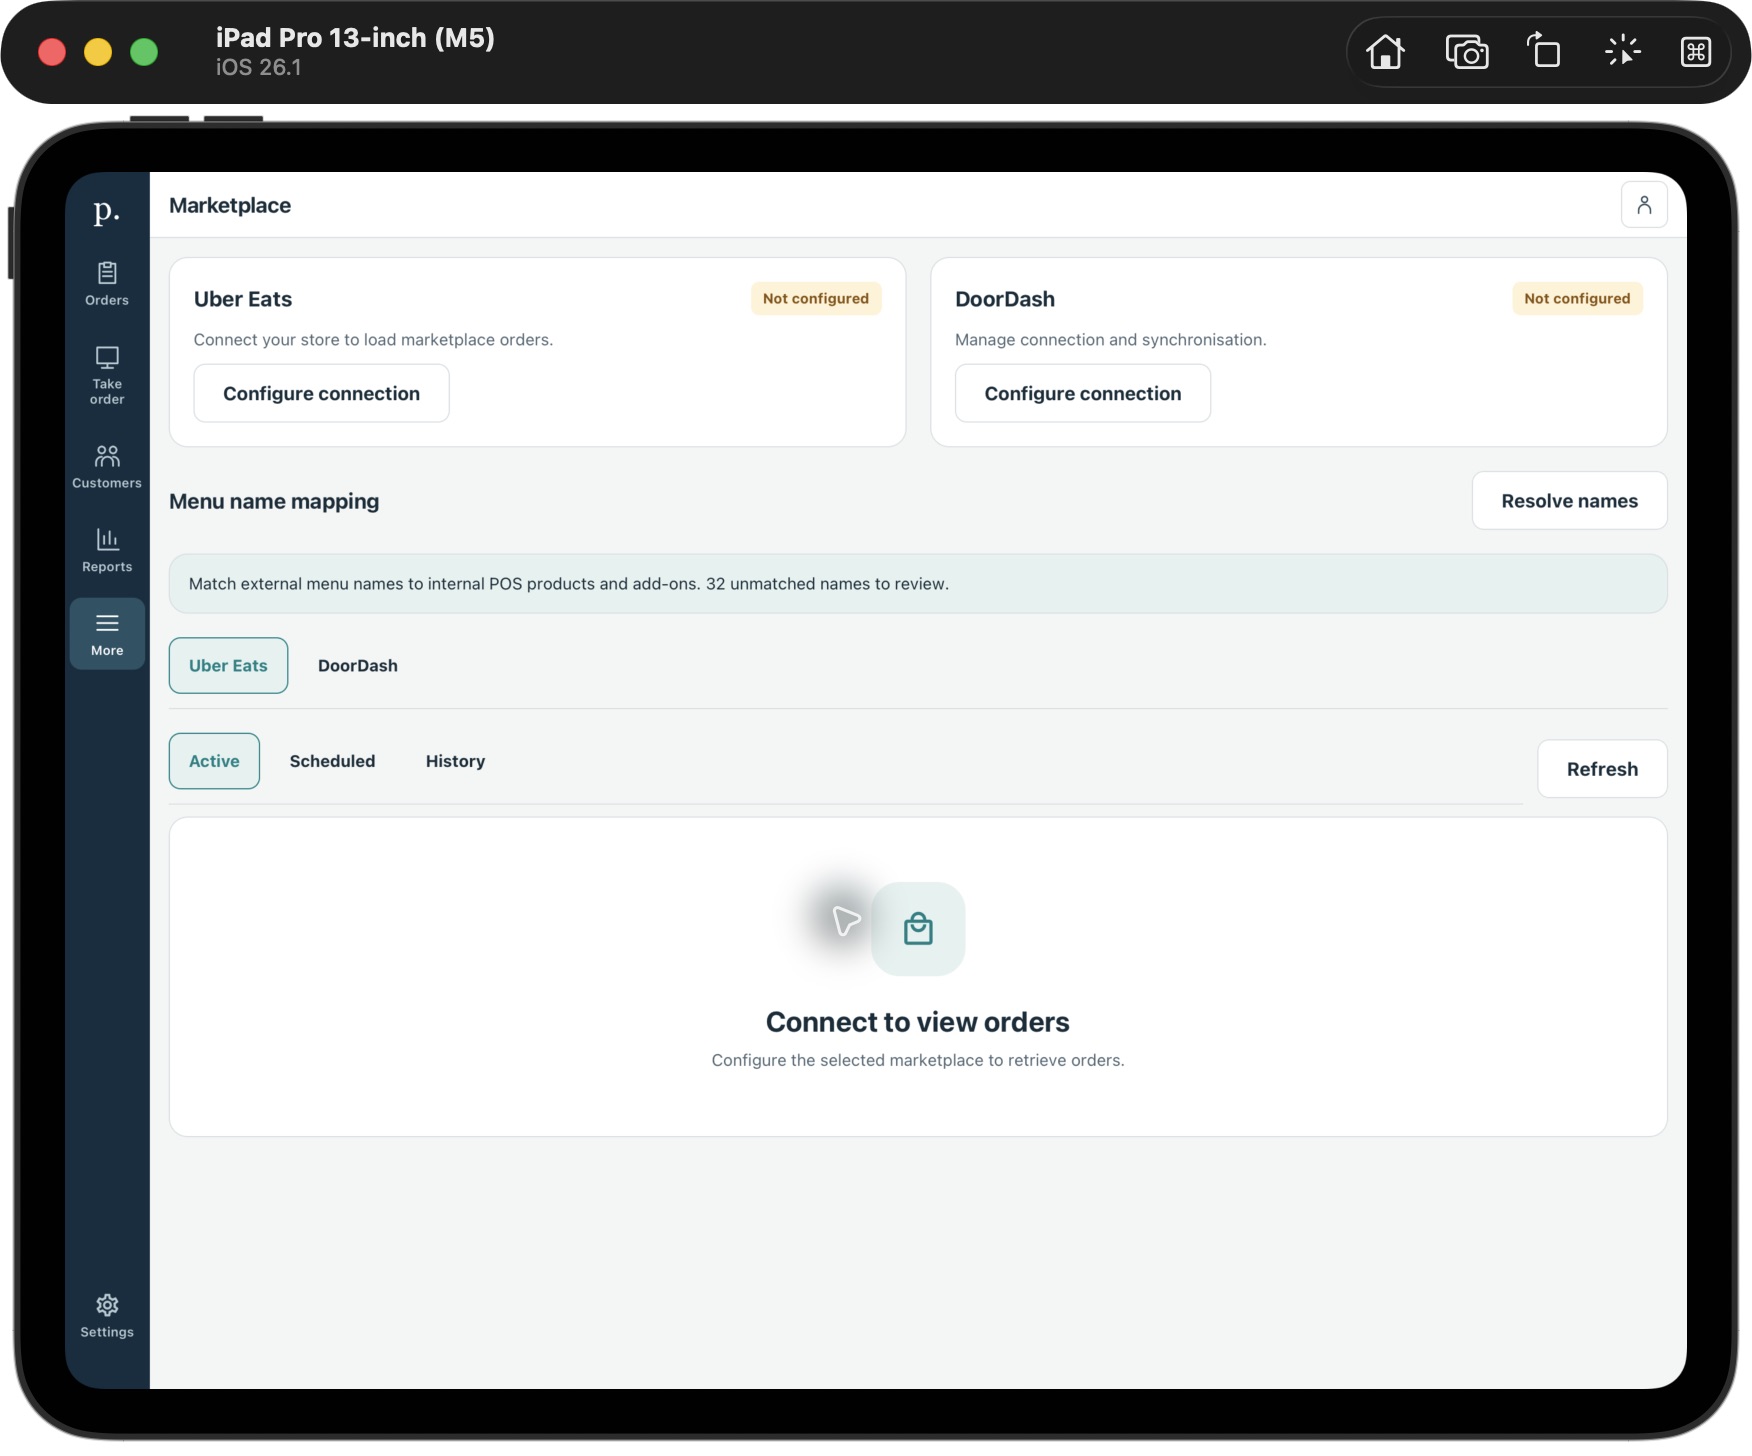 iPad Pro 13-inch (M5)
iOS 26.1
p.
Orders
Take
order
Customers
Reports
More
Settings
Marketplace
Uber Eats
Not configured
Connect your store to load marketplace orders.
Configure connection
DoorDash
Not configured
Manage connection and synchronisation.
Configure connection
Menu name mapping
Resolve names
Match external menu names to internal POS products and add-ons. 32 unmatched names to review.
Uber Eats
DoorDash
Active
Scheduled
History
Refresh
Connect to view orders
Configure the selected marketplace to retrieve orders.